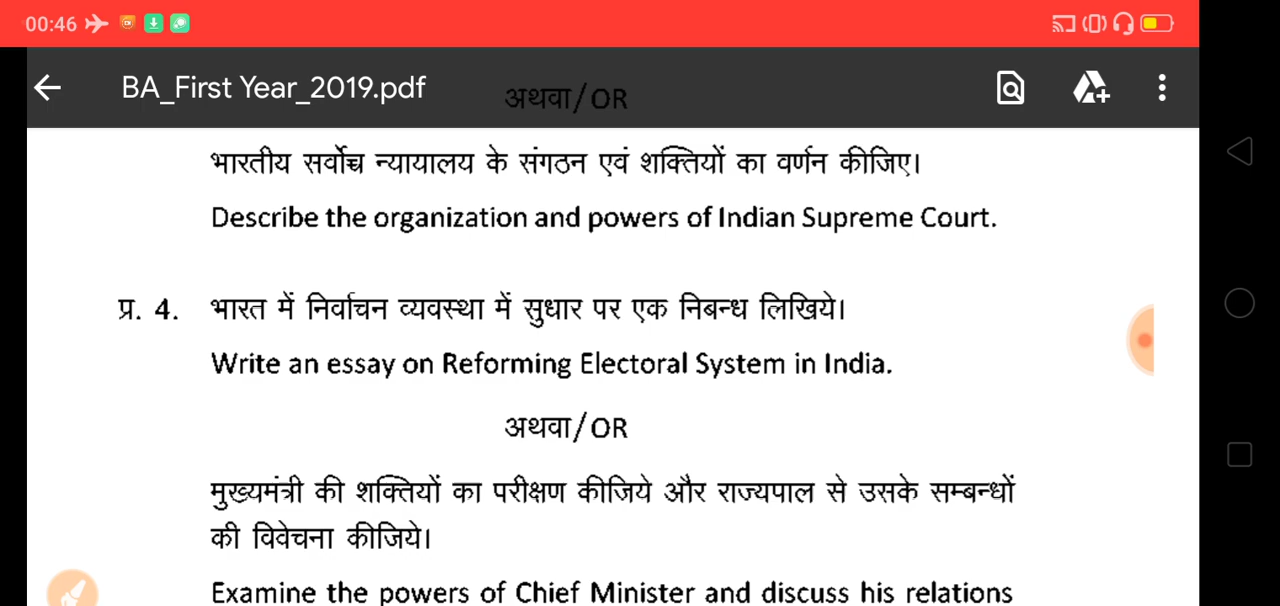 00:46
BA_First Year_2019.pdf
अथवा/OR
भारतीय सर्वोच्च न्यायालय के संगठन एवं शक्तियों का वर्णन कीजिए।
Describe the organization and powers of Indian Supreme Court.
प्र. 4. भारत में निर्वाचन व्यवस्था में सुधार पर एक निबन्ध लिखिये।
Write an essay on Reforming Electoral System in India.
अथवा/OR
मुख्यमंत्री की शक्तियों का परीक्षण कीजिये और राज्यपाल से उसके सम्बन्धों
की विवेचना कीजिये।
Examine the powers of Chief Minister and discuss his relations